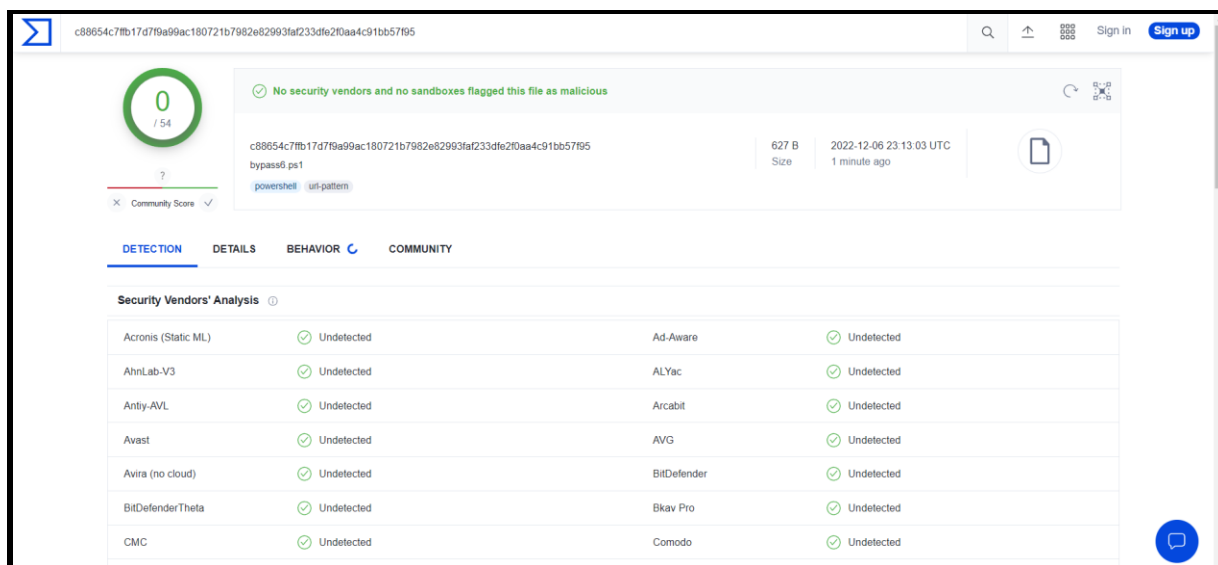 c88654c7ffb17d7f9a99ac180721b7982e82993faf233dfe2f0aa4c91bb57f95
Sign in
Sign up
0
/ 54
?
Community Score
No security vendors and no sandboxes flagged this file as malicious
c88654c7ffb17d7f9a99ac180721b7982e82993faf233dfe2f0aa4c91bb57f95
bypass6.ps1
powershell url-pattern
627 B
Size
2022-12-06 23:13:03 UTC
1 minute ago
DETECTION DETAILS BEHAVIOR COMMUNITY
Security Vendors' Analysis
Acronis (Static ML) Undetected Ad-Aware Undetected
AhnLab-V3 Undetected ALYac Undetected
Antiy-AVL Undetected Arcabit Undetected
Avast Undetected AVG Undetected
Avira (no cloud) Undetected BitDefender Undetected
BitDefenderTheta Undetected Bkav Pro Undetected
CMC Undetected Comodo Undetected